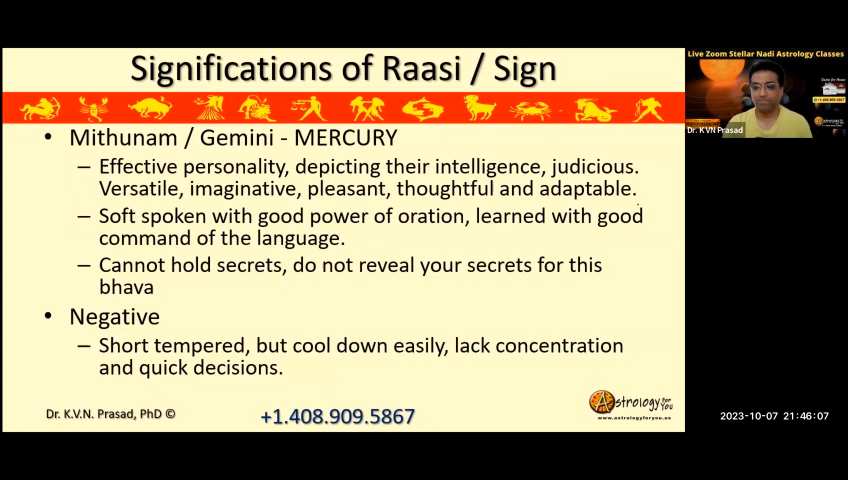 Significations of Raasi / Sign
• Mithunam / Gemini - MERCURY
– Effective personality, depicting their intelligence, judicious.
Versatile, imaginative, pleasant, thoughtful and adaptable.
– Soft spoken with good power of oration, learned with good
command of the language.
– Cannot hold secrets, do not reveal your secrets for this
bhava
• Negative
– Short tempered, but cool down easily, lack concentration
and quick decisions.
Dr. K.V.N. Prasad, PhD ©
+1.408.909.5867
Astrology For You
www.astrologyforyou.us
Live Zoom Stellar Nadi Astrology Classes
Dr. KVN Prasad
2023-10-07 21:46:07